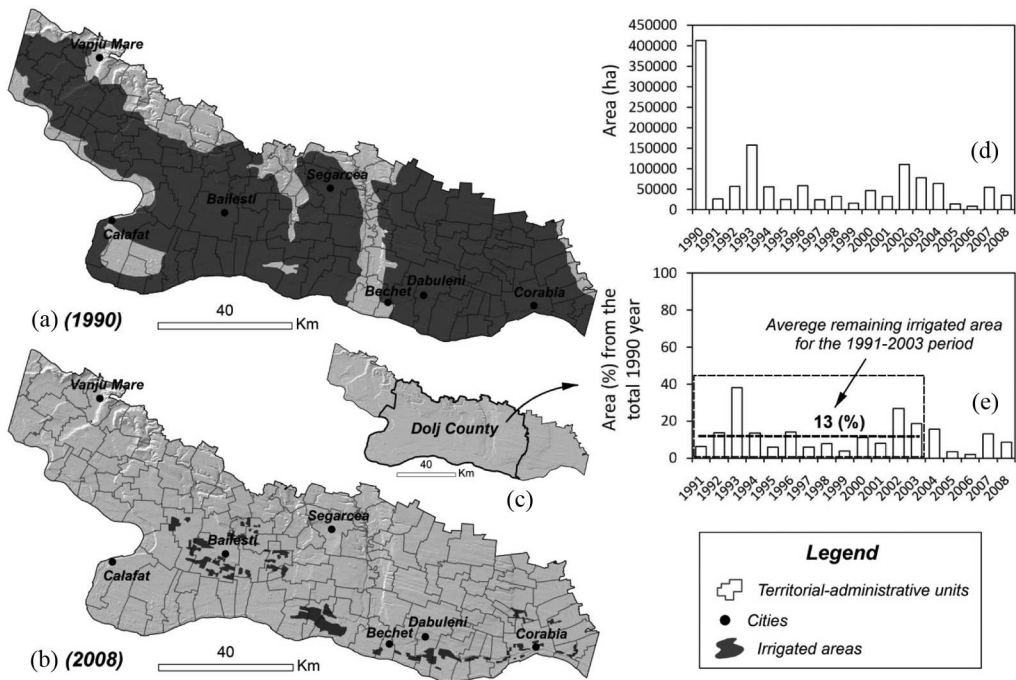 (a) (1990)
Vanju Mare
Segarcea
Bailesti
Calafat
Dabuleni
Bechet
Corabia
40
Km
(b) (2008)
Vanju Mare
Segarcea
Bailesti
Calafat
Dabuleni
Bechet
Corabia
40
Km
Dolj County
40
Km
(c)
Area (ha)
450000
400000
350000
300000
250000
200000
150000
100000
50000
0
(d)
1990
1991
1992
1993
1994
1995
1996
1997
1998
1999
2000
2001
2002
2003
2004
2005
2006
2007
2008
Area (%) from the
total 1990 year
100
80
60
40
20
0
Averege remaining irrigated area
for the 1991-2003 period
13 (%)
(e)
1991
1992
1993
1994
1995
1996
1997
1998
1999
2000
2001
2002
2003
2004
2005
2006
2007
2008
Legend
Territorial-administrative units
Cities
Irrigated areas